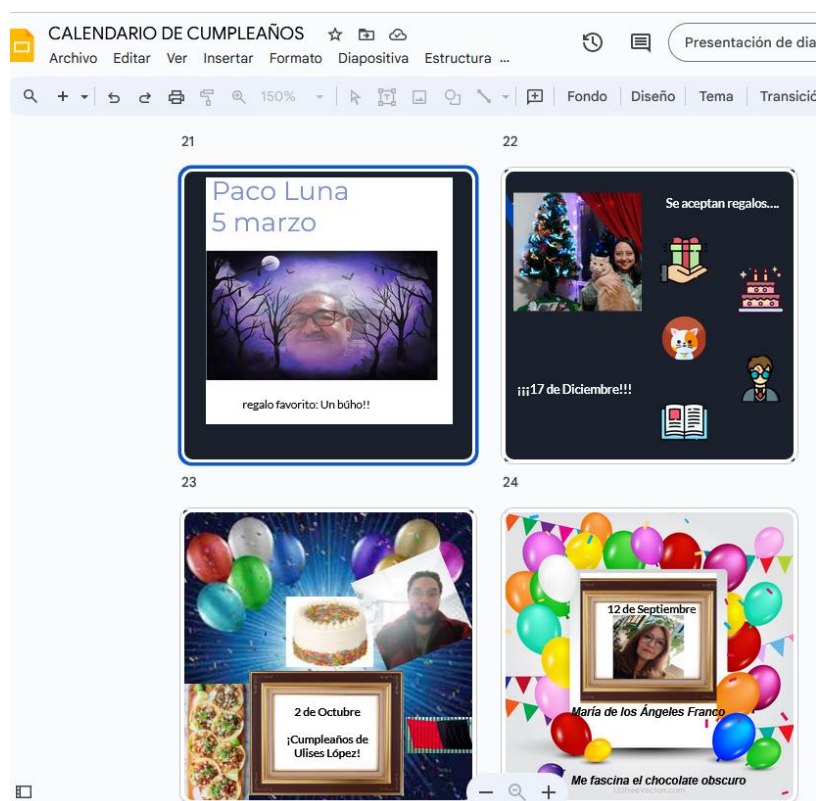 CALENDARIO DE CUMPLEAÑOS
Archivo Editar Ver Insertar Formato Diapositiva Estructura ...
Presentación de dia
150%
Fondo Diseño Tema Transició
21
22
Paco Luna
5 marzo
regalo favorito: Un búho!!
Se aceptan regalos....
¡¡¡17 de Diciembre!!!
23
24
2 de Octubre
¡Cumpleaños de
Ulises López!
12 de Septiembre
María de los Ángeles Franco
Me fascina el chocolate obscuro
123freevectors.com